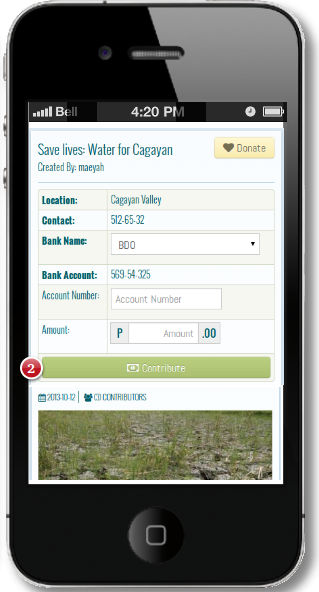 Bell 4:20 PM
Save lives: Water for Cagayan
Donate
Created By: maeyah
Location: Cagayan Valley
Contact: 512-65-32
Bank Name: BDO
Bank Account: 569-54-325
Account Number: Account Number
Amount: P Amount .00
2 Contribute
2013-10-12 CD CONTRIBUTORS